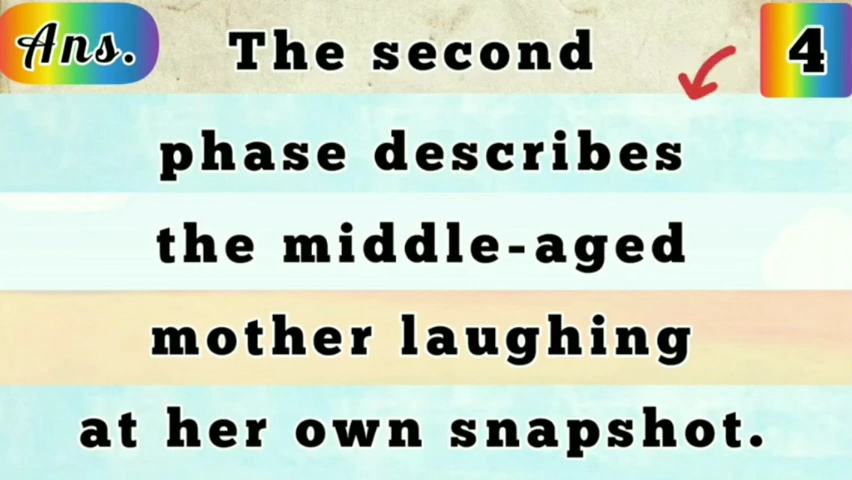 Ans.
The second
4
phase describes
the middle-aged
mother laughing
at her own snapshot.